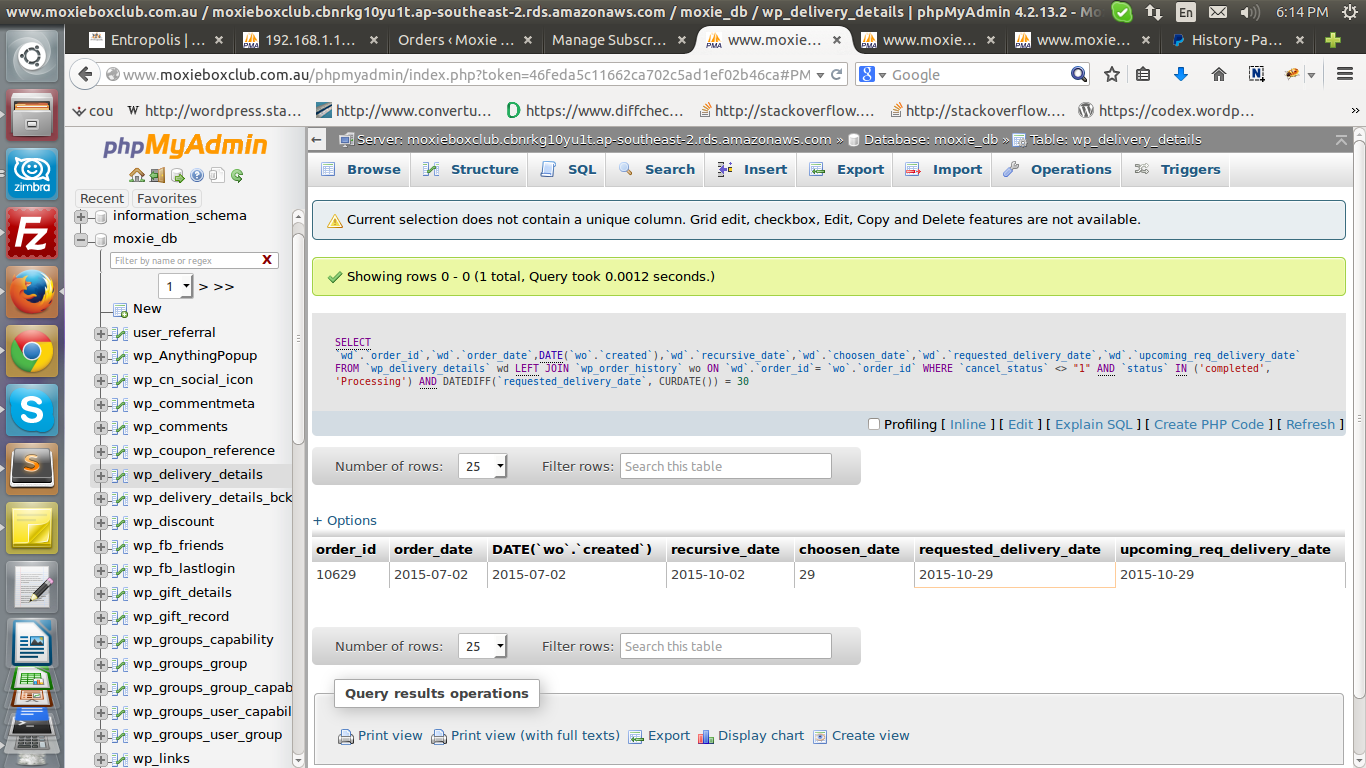 www.moxieboxclub.com.au / moxieboxclub.cbnrkg10yu1t.ap-southeast-2.rds.amazonaws.com / moxie_db / wp_delivery_details | phpMyAdmin 4.2.13.2 - Mo
En
6:14 PM
Entropolis | ...
192.168.1.1...
Orders ‹ Moxie ...
Manage Subscr...
www.moxie...
www.moxie...
www.moxie...
History - Pa...
www.moxieboxclub.com.au/phpmyadmin/index.php?token=46feda5c11662ca702c5ad1ef02b46ca#PM
Google
cou
http://wordpress.sta...
http://www.convertu...
https://www.diffchec...
http://stackoverflow....
http://stackoverflow....
https://codex.wordp...
»
zimbra
phpMyAdmin
Recent
Favorites
information_schema
moxie_db
Filter by name or regex
X
1
> >>
New
user_referral
wp_AnythingPopup
wp_cn_social_icon
wp_commentmeta
wp_comments
wp_coupon_reference
wp_delivery_details
wp_delivery_details_bck
wp_discount
wp_fb_friends
wp_fb_lastlogin
wp_gift_details
wp_gift_record
wp_groups_capability
wp_groups_group
wp_groups_group_capab
wp_groups_user_capabil
wp_groups_user_group
wp_links
Server: moxieboxclub.cbnrkg10yu1t.ap-southeast-2.rds.amazonaws.com » Database: moxie_db » Table: wp_delivery_details
Browse
Structure
SQL
Search
Insert
Export
Import
Operations
Triggers
Current selection does not contain a unique column. Grid edit, checkbox, Edit, Copy and Delete features are not available.
Showing rows 0 - 0 (1 total, Query took 0.0012 seconds.)
SELECT
`wd`.`order_id`,`wd`.`order_date`,DATE(`wo`.`created`),`wd`.`recursive_date`,`wd`.`choosen_date`,`wd`.`requested_delivery_date`,`wd`.`upcoming_req_delivery_date`
FROM `wp_delivery_details` wd LEFT JOIN `wp_order_history` wo ON `wd`.`order_id`= `wo`.`order_id` WHERE `cancel_status` <> "1" AND `status` IN ('completed',
'Processing') AND DATEDIFF(`requested_delivery_date`, CURDATE()) = 30
Profiling [ Inline ] [ Edit ] [ Explain SQL ] [ Create PHP Code ] [ Refresh ]
Number of rows: 25 Filter rows: Search this table
+ Options
order_id order_date DATE(`wo`.`created`) recursive_date choosen_date requested_delivery_date upcoming_req_delivery_date
10629 2015-07-02 2015-07-02 2015-10-02 29 2015-10-29 2015-10-29
Number of rows: 25 Filter rows: Search this table
Query results operations
Print view
Print view (with full texts)
Export
Display chart
Create view